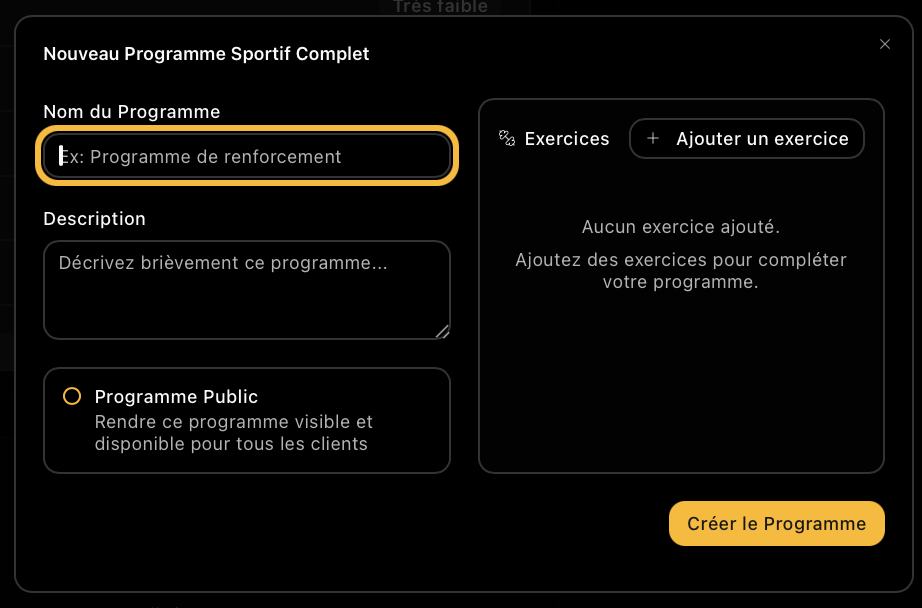 Très faible
Nouveau Programme Sportif Complet
Nom du Programme
Ex: Programme de renforcement
Description
Décrivez brièvement ce programme...
Programme Public
Rendre ce programme visible et
disponible pour tous les clients
Exercices
Ajouter un exercice
Aucun exercice ajouté.
Ajoutez des exercices pour compléter
votre programme.
Créer le Programme